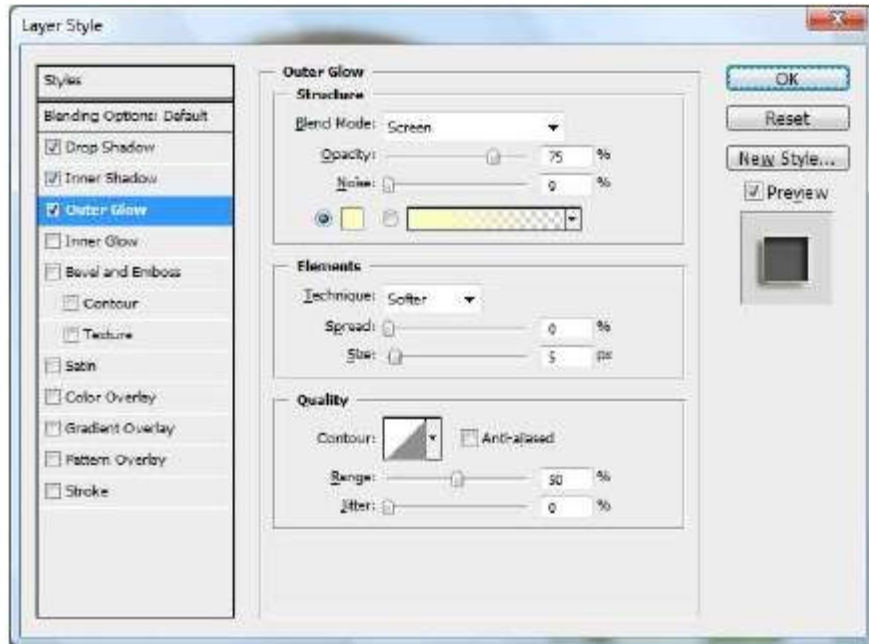 Layer Style
Styles
Blending Options: Default
Drop Shadow
Inner Shadow
Outer Glow
Inner Glow
Bevel and Emboss
Contour
Texture
Satin
Color Overlay
Gradient Overlay
Pattern Overlay
Stroke
Outer Glow
Structure
Blend Mode: Screen
Opacity: 75 %
Noise: 0 %
Elements
Technique: Softer
Spread: 0 %
Size: 5 px
Quality
Contour: Anti-aliased
Range: 50 %
Jitter: 0 %
OK
Reset
New Style...
Preview